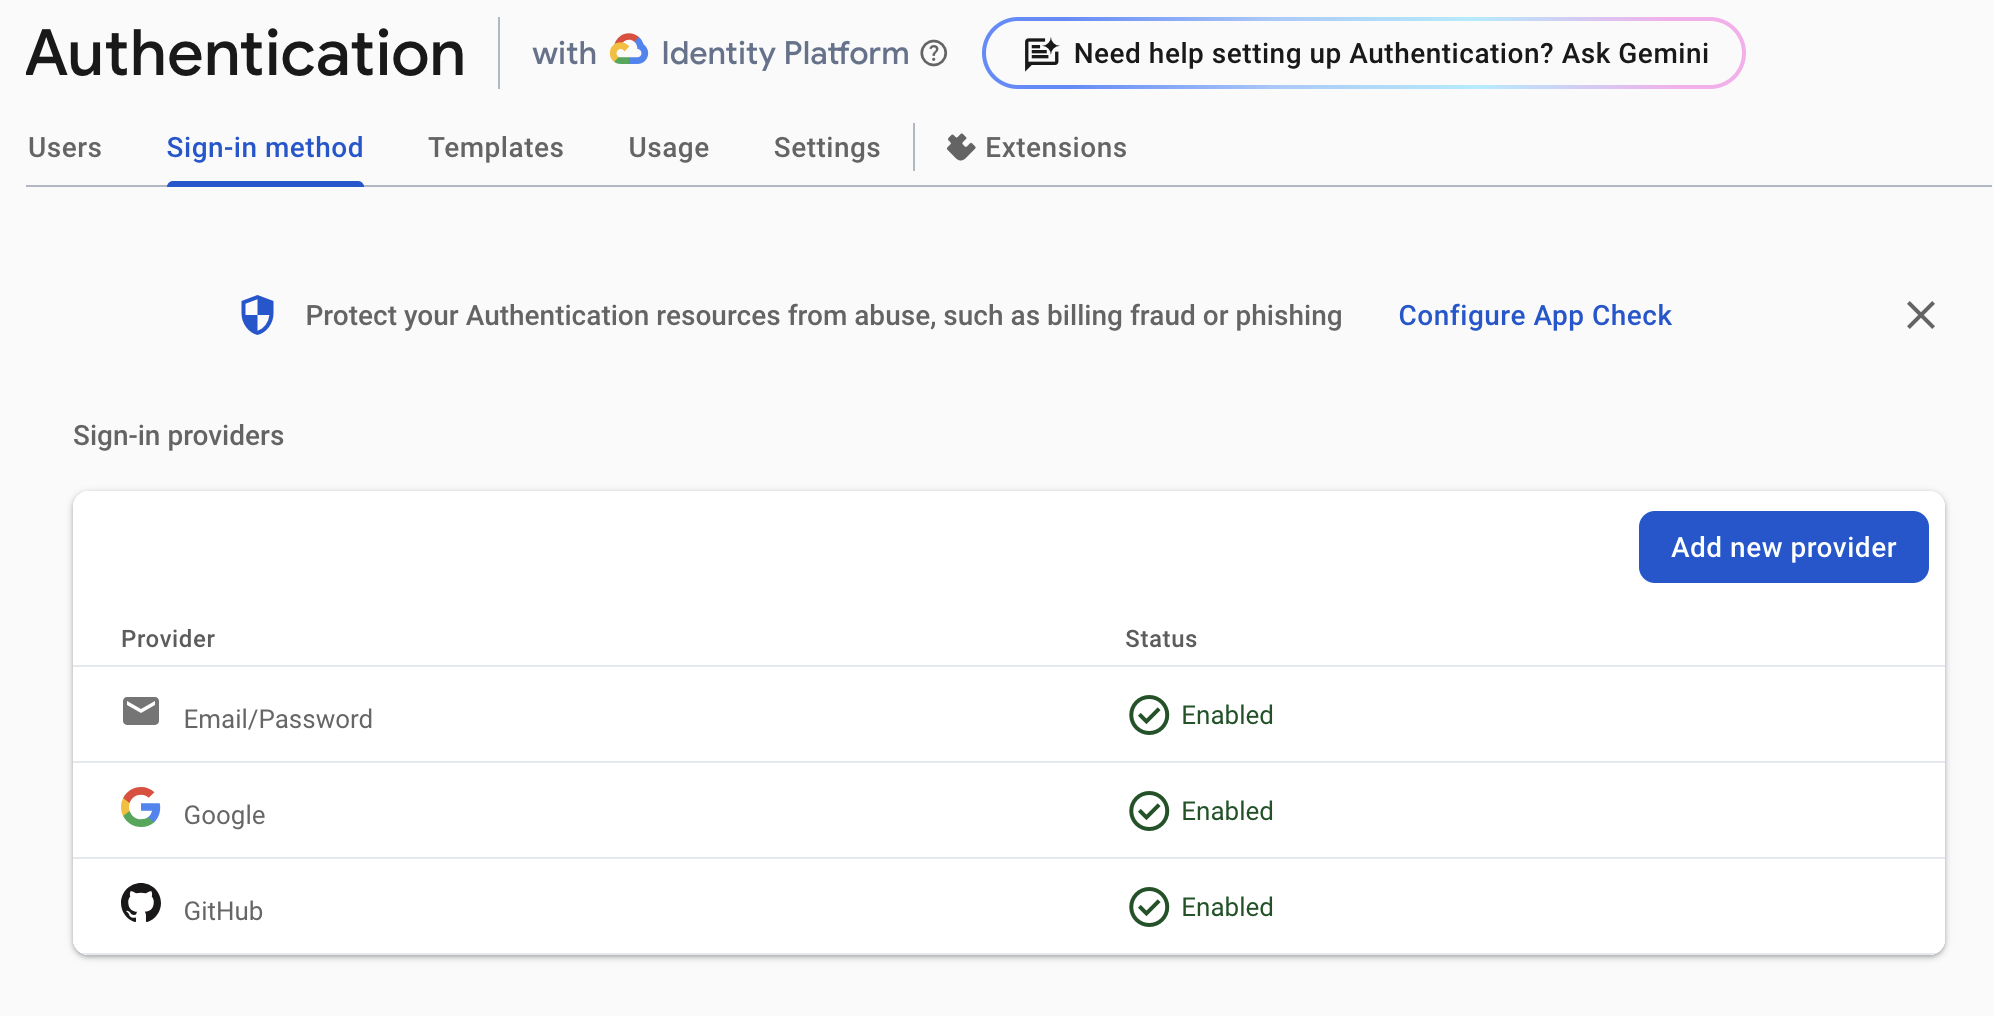 Authentication with Identity Platform Need help setting up Authentication? Ask Gemini
Users Sign-in method Templates Usage Settings Extensions
Protect your Authentication resources from abuse, such as billing fraud or phishing Configure App Check
Sign-in providers
Add new provider
Provider Status
Email/Password Enabled
Google Enabled
GitHub Enabled